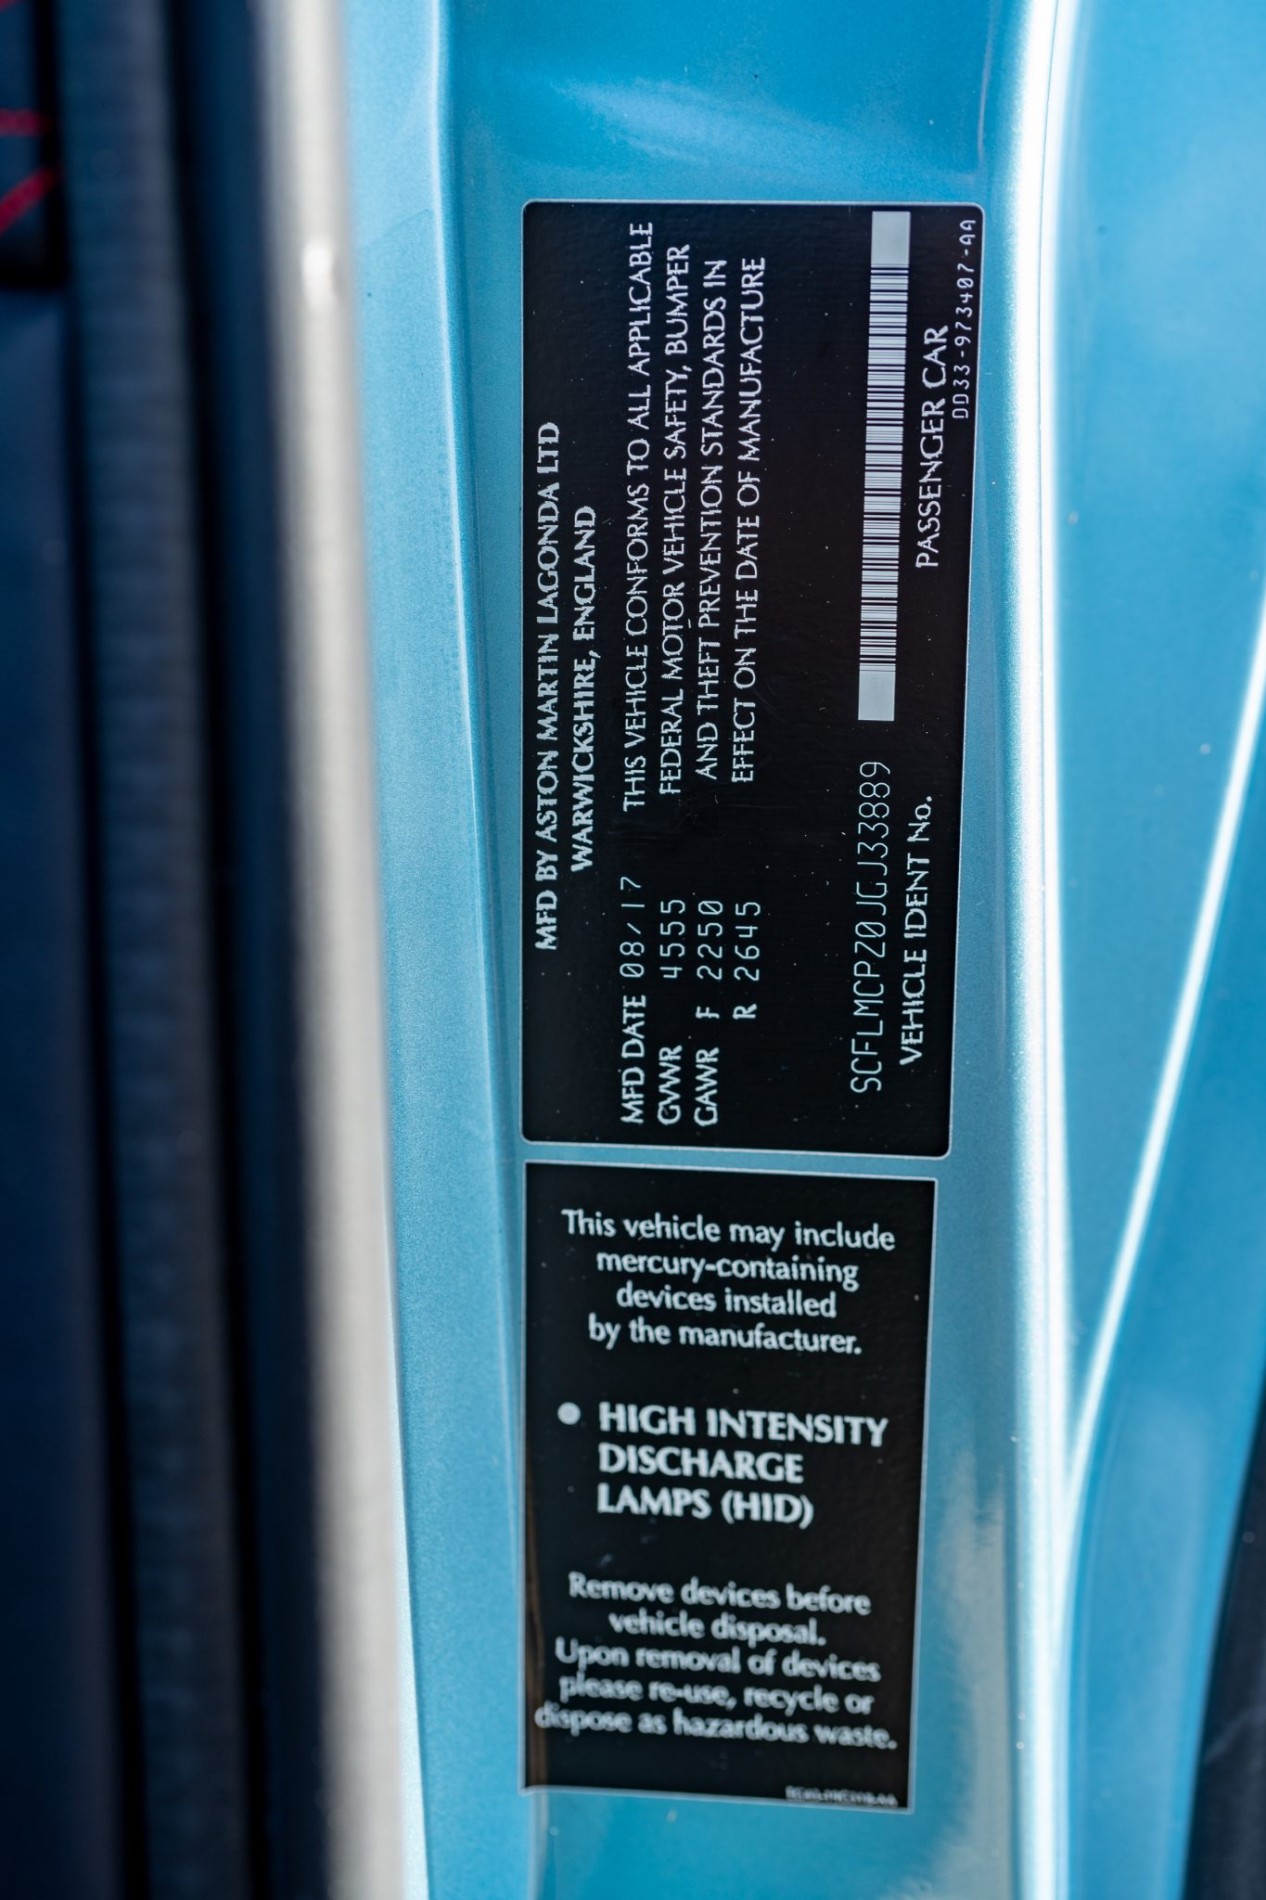 MFD BY ASTON MARTIN LAGONDA LTD
WARWICKSHIRE, ENGLAND
MFD DATE 08/17 THIS VEHICLE CONFORMS TO ALL APPLICABLE
GVWR 4555 FEDERAL MOTOR VEHICLE SAFETY, BUMPER
GAWR F 2250 AND THEFT PREVENTION STANDARDS IN
R 2645 EFFECT ON THE DATE OF MANUFACTURE
SCFLMCPZ0JGJ33889
VEHICLE IDENT No. PASSENGER CAR
DD33-973407-AA
This vehicle may include
mercury-containing
devices installed
by the manufacturer.
● HIGH INTENSITY
DISCHARGE
LAMPS (HID)
Remove devices before
vehicle disposal.
Upon removal of devices
please re-use, recycle or
dispose as hazardous waste.